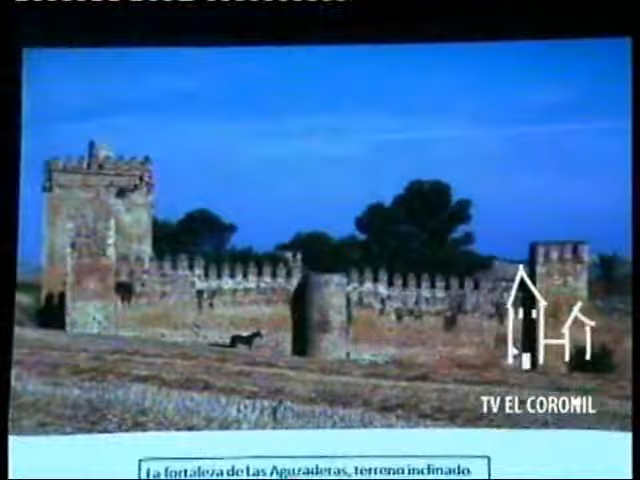 TV EL CORONIL
La fortaleza de Las Aguzaderas, terreno inclinado.